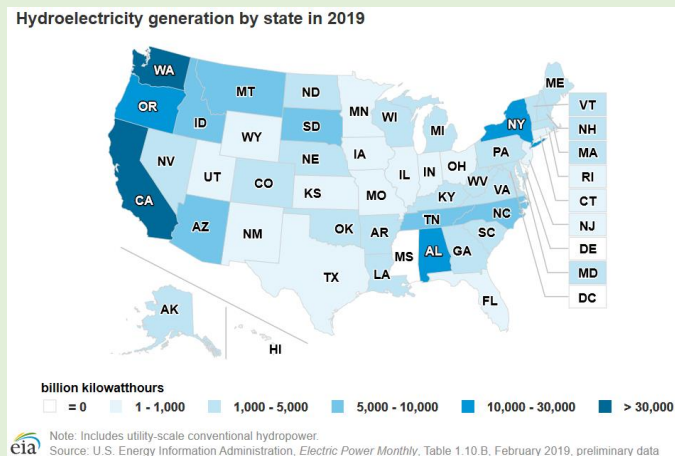 Hydroelectricity generation by state in 2019
WA
OR
CA
ID
NV
AZ
MT
WY
UT
NM
CO
ND
SD
NE
KS
OK
TX
MN
IA
MO
AR
LA
WI
IL
MI
IN
OH
KY
TN
MS
AL
GA
FL
SC
NC
VA
WV
PA
NY
ME
VT
NH
MA
RI
CT
NJ
DE
MD
DC
AK
HI
billion kilowatthours
= 0
1 - 1,000
1,000 - 5,000
5,000 - 10,000
10,000 - 30,000
> 30,000
eia
Note: Includes utility-scale conventional hydropower.
Source: U.S. Energy Information Administration, Electric Power Monthly, Table 1.10.B, February 2019, preliminary data